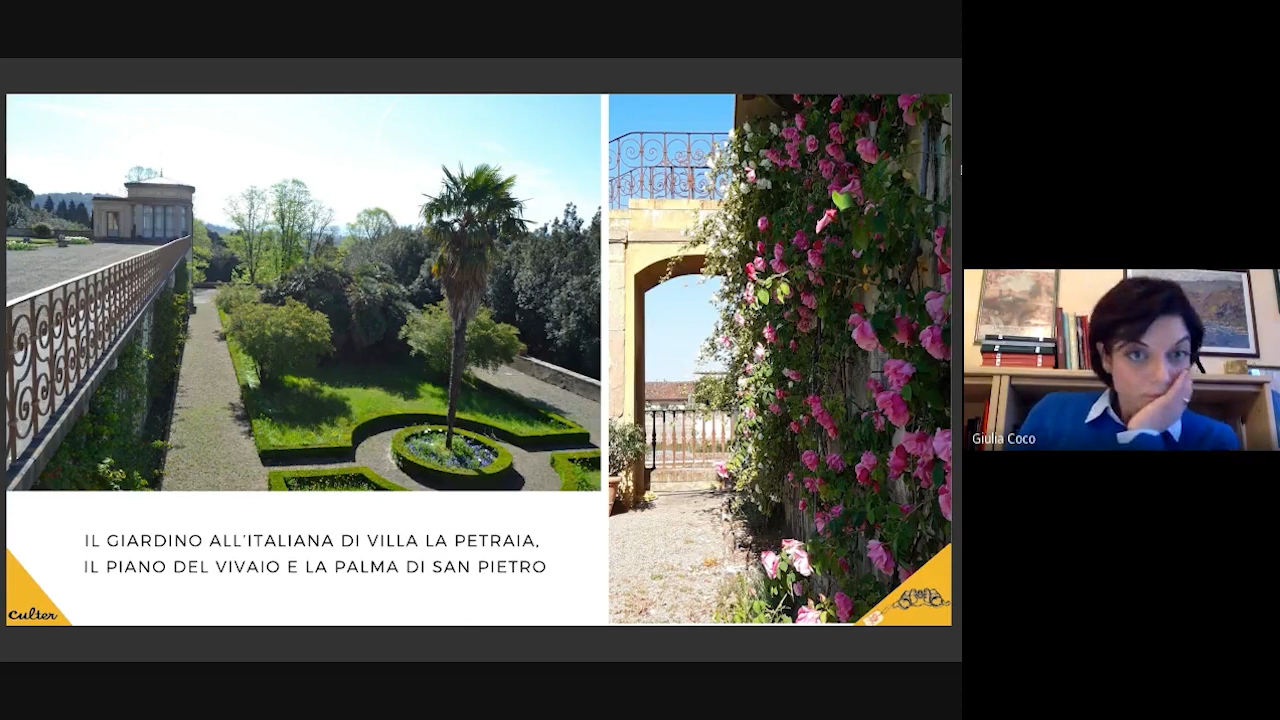 IL GIARDINO ALL'ITALIANA DI VILLA LA PETRAIA,
IL PIANO DEL VIVAIO E LA PALMA DI SAN PIETRO
culter
Giulia Coco